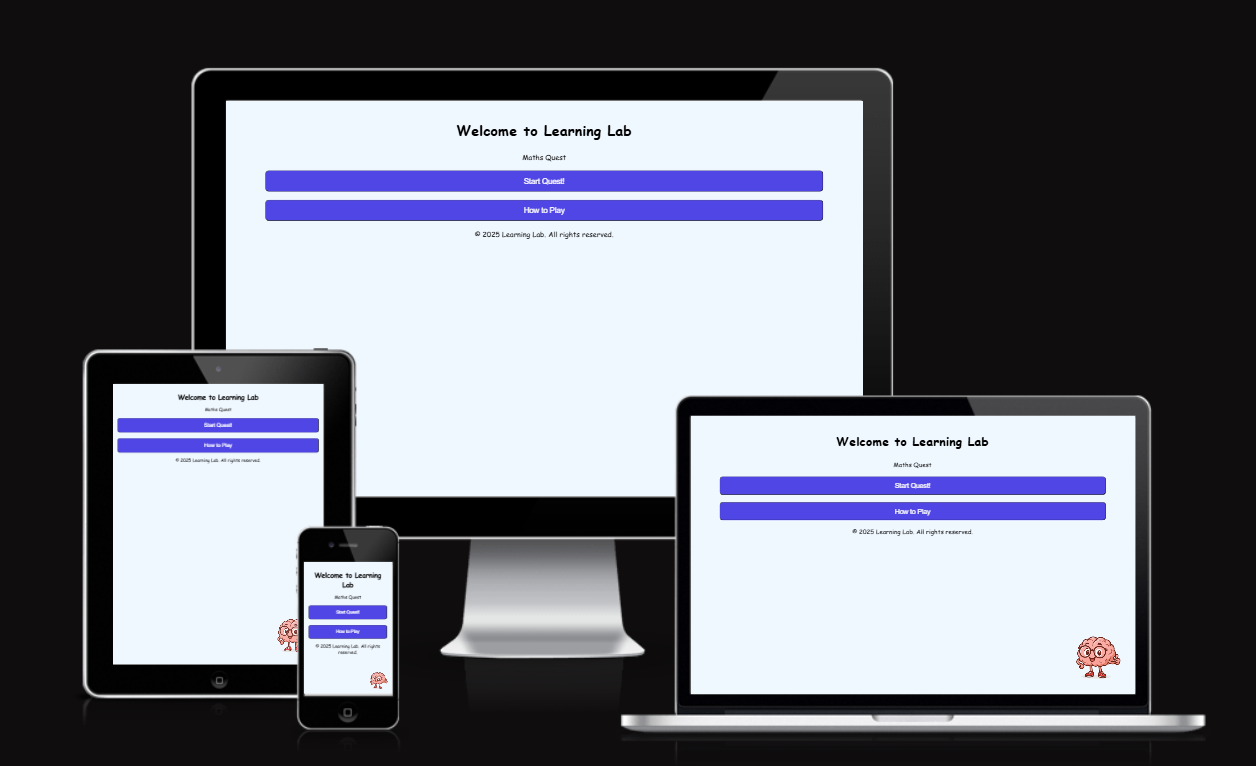 Welcome to Learning Lab
Maths Quest
Start Quest!
How to Play
© 2025 Learning Lab. All rights reserved.
Welcome to Learning Lab
Maths Quest
Start Quest!
How to Play
© 2025 Learning Lab. All rights reserved.
Welcome to Learning
Lab
Maths Quest
Start Quest!
How to Play
© 2025 Learning Lab. All rights
reserved.
Welcome to Learning Lab
Maths Quest
Start Quest!
How to Play
© 2025 Learning Lab. All rights reserved.